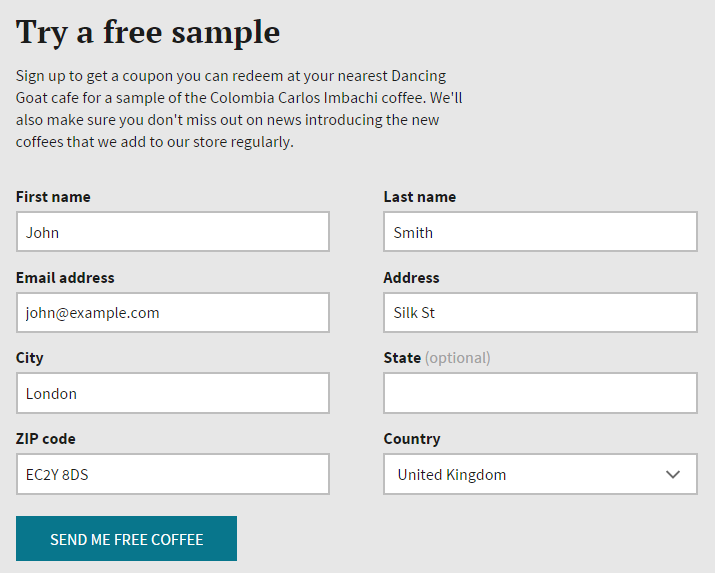 Try a free sample
Sign up to get a coupon you can redeem at your nearest Dancing
Goat cafe for a sample of the Colombia Carlos Imbachi coffee. We'll
also make sure you don't miss out on news introducing the new
coffees that we add to our store regularly.
First name
Last name
John
Smith
Email address
Address
john@example.com
Silk St
City
State (optional)
London
ZIP code
Country
EC2Y 8DS
United Kingdom
SEND ME FREE COFFEE